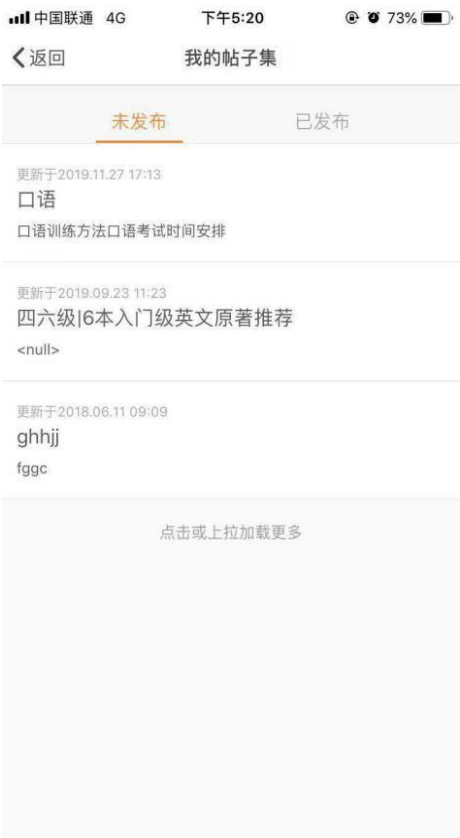 中国联通 4G 下午5:20 73%
返回 我的帖子集
未发布 已发布
更新于2019.11.27 17:13
口语
口语训练方法口语考试时间安排
更新于2019.09.23 11:23
四六级|6本入门级英文原著推荐
<null>
更新于2018.06.11 09:09
ghhjj
fggc
点击或上拉加载更多